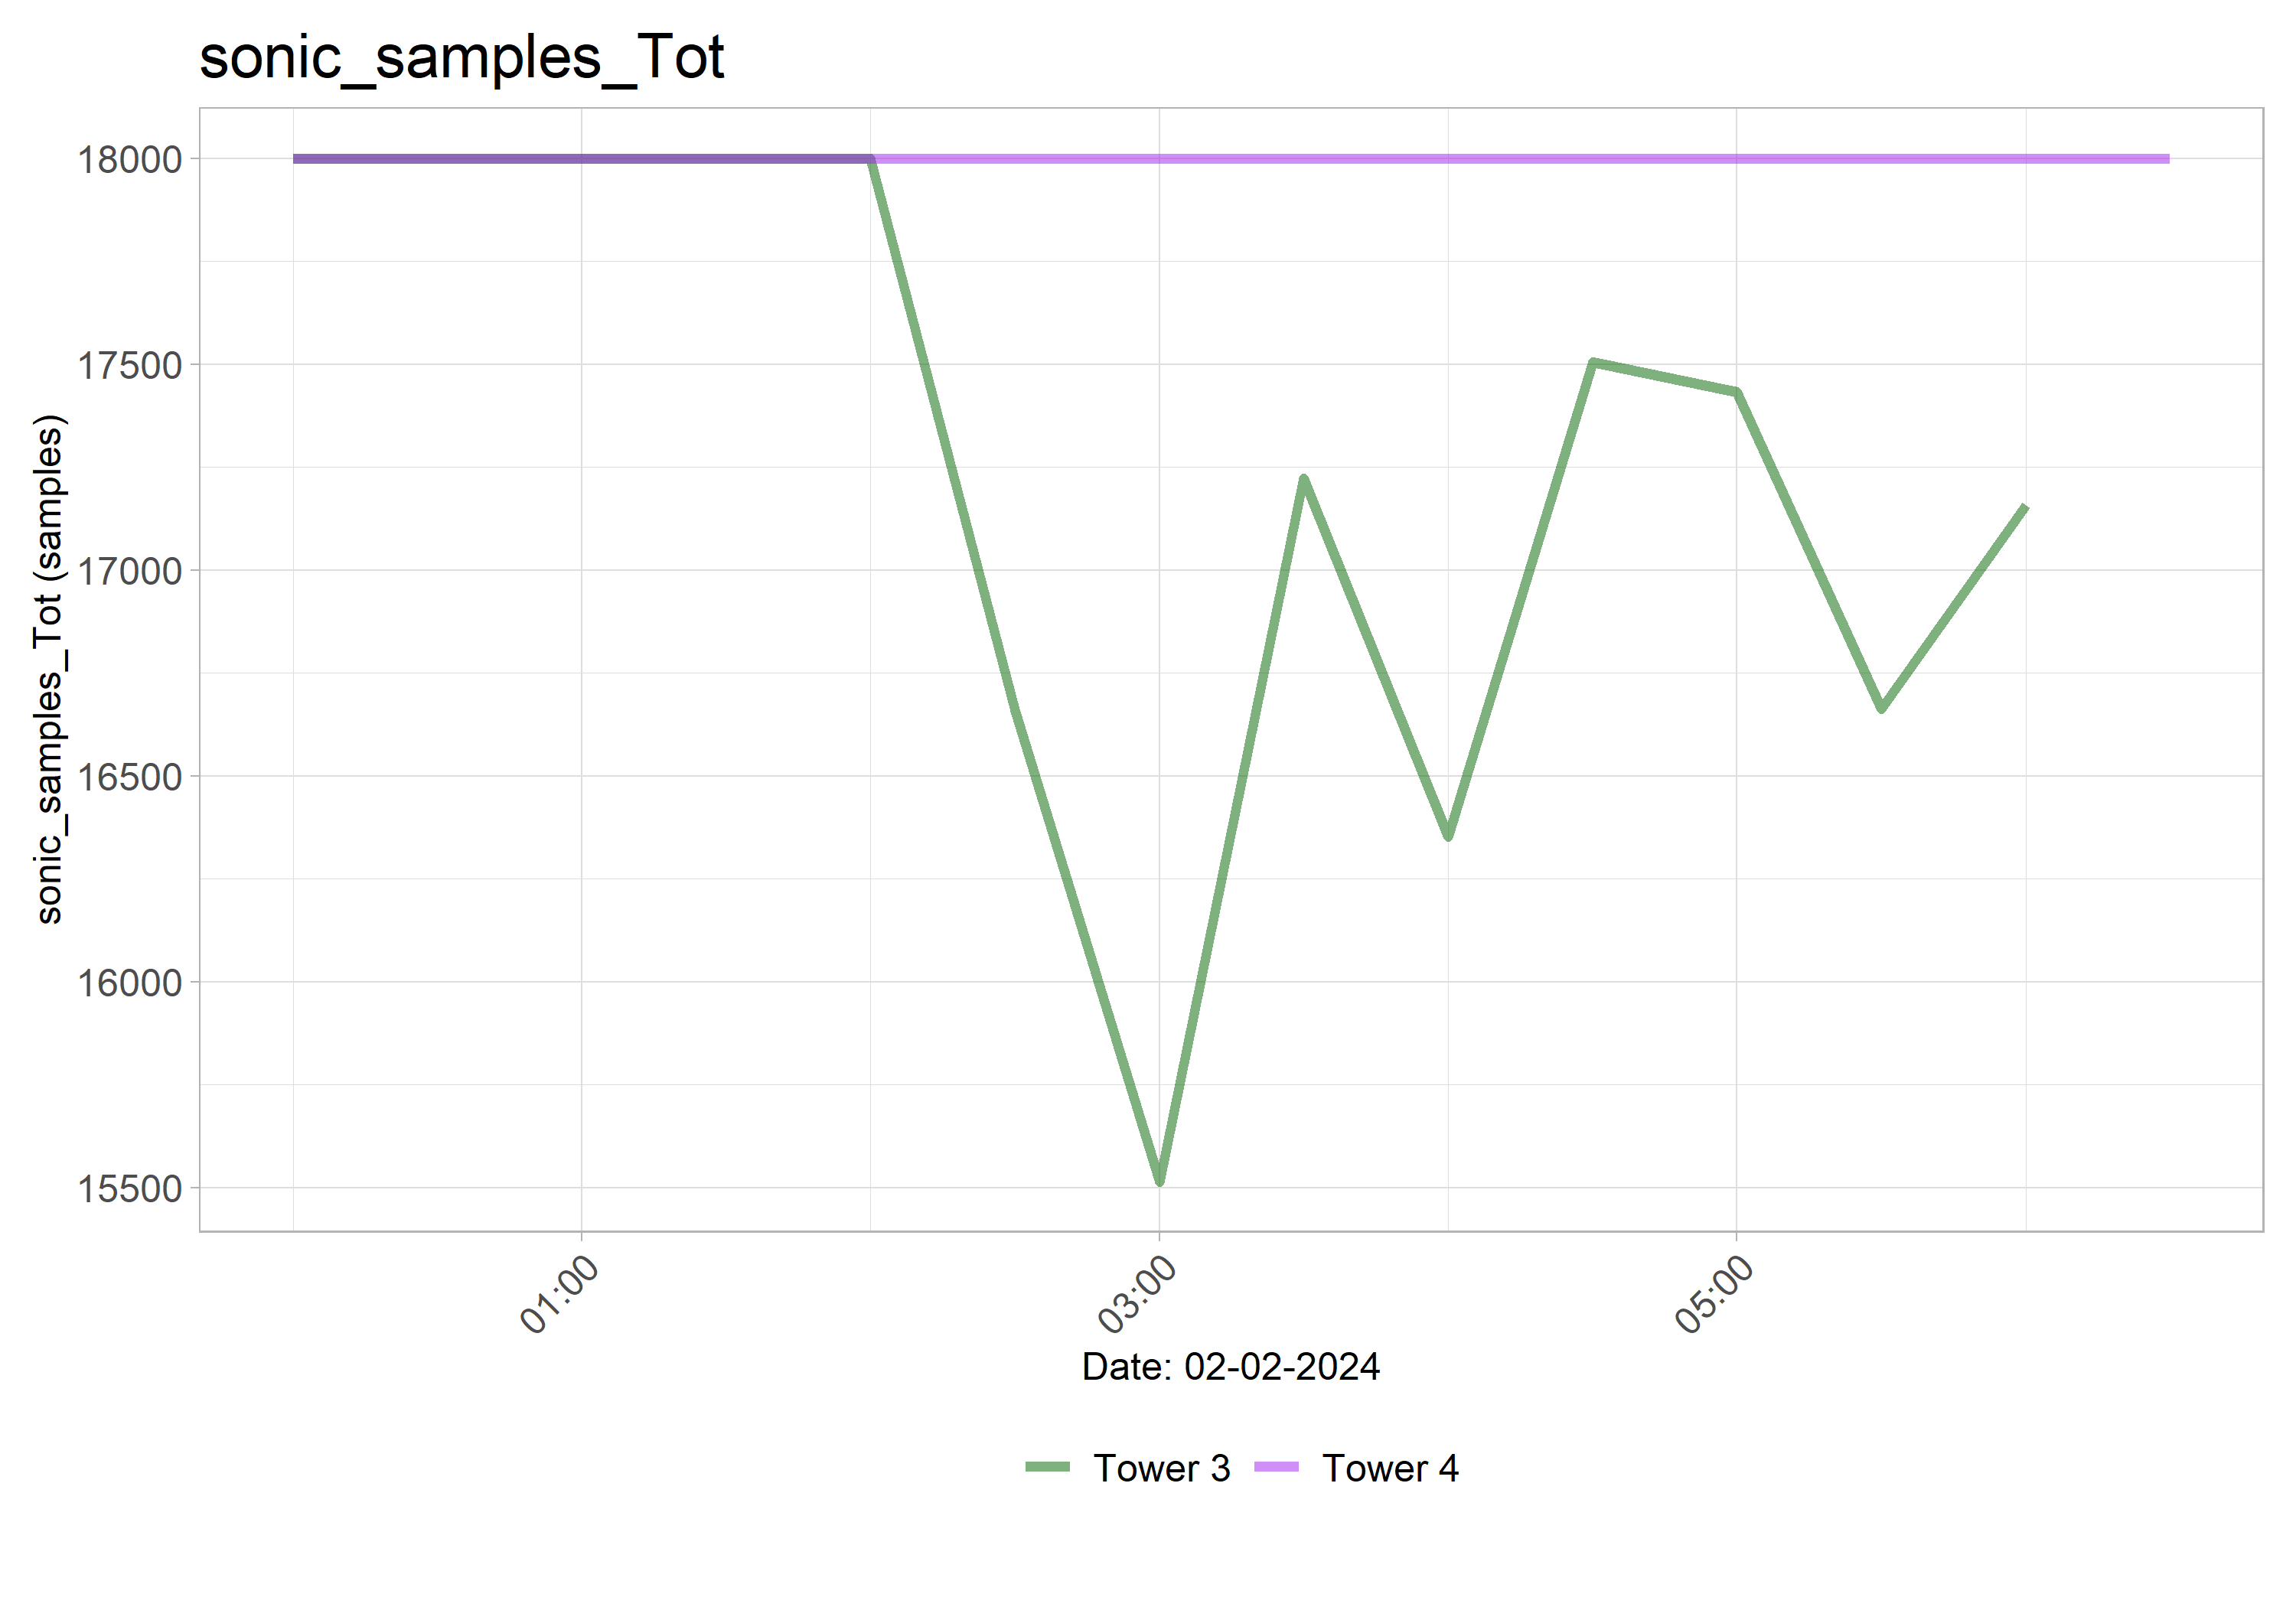 sonic_samples_Tot
sonic_samples_Tot (samples)
18000
17500
17000
16500
16000
15500
01:00
03:00
05:00
Date: 02-02-2024
Tower 3
Tower 4